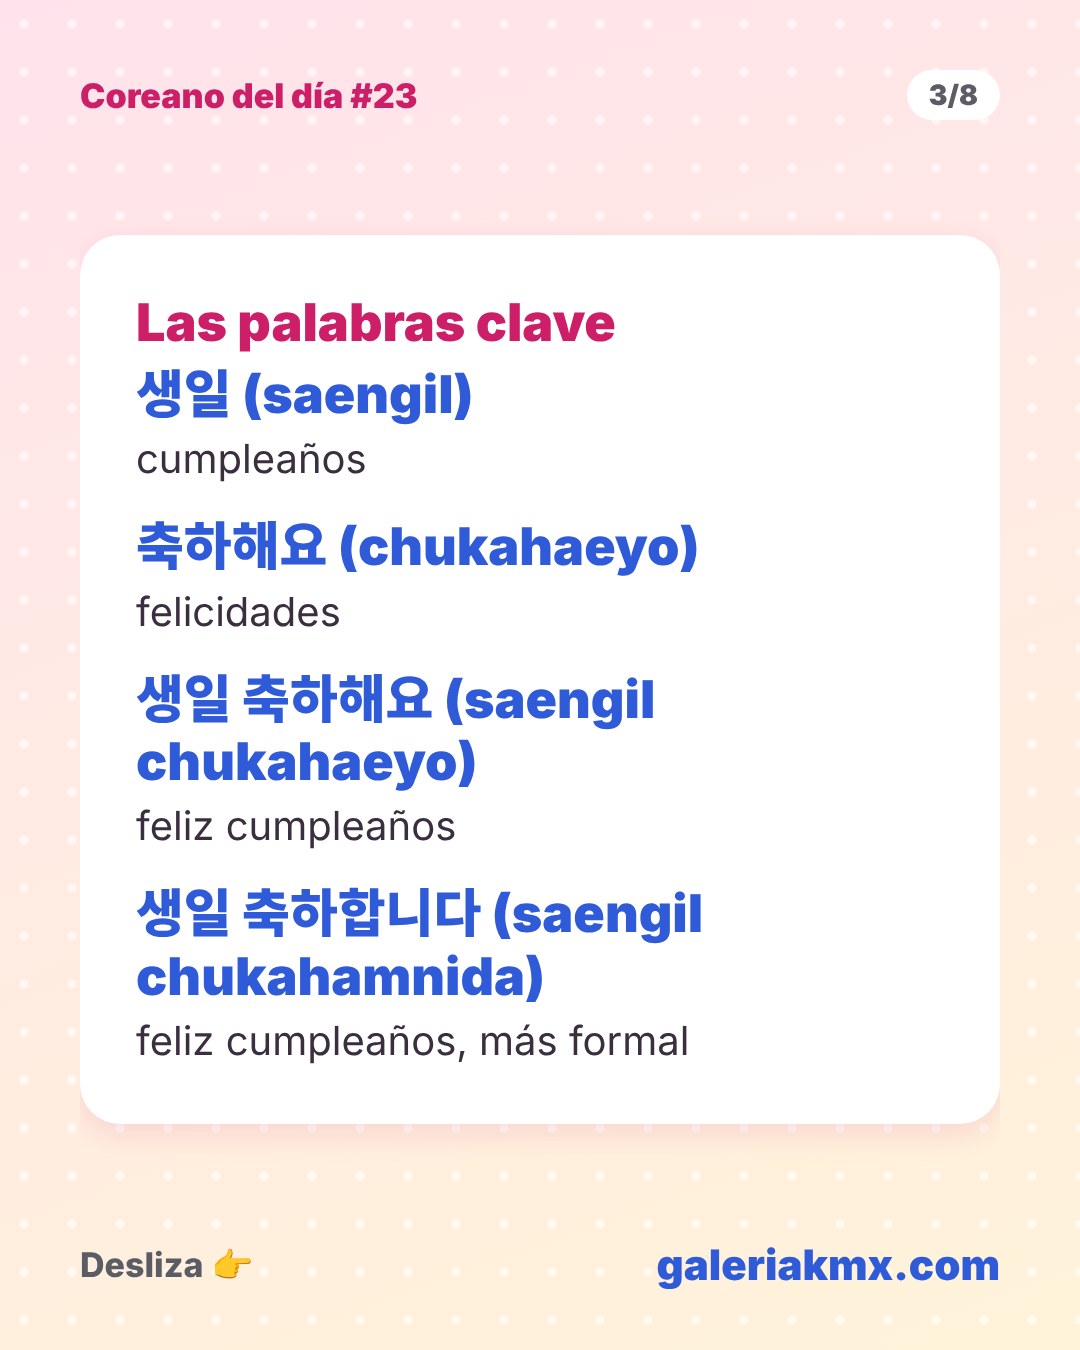 Coreano del día #23
3/8
Las palabras clave
생일 (saengil)
cumpleaños
축하해요 (chukahaeyo)
felicidades
생일 축하해요 (saengil
chukahaeyo)
feliz cumpleaños
생일 축하합니다 (saengil
chukahamnida)
feliz cumpleaños, más formal
Desliza 👉
galeriakmx.com